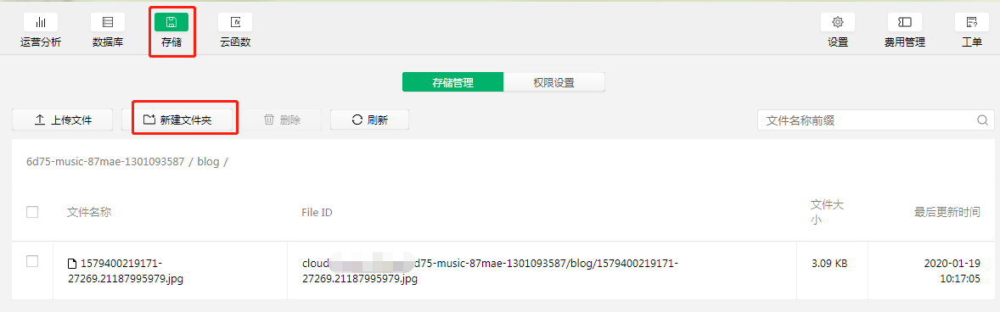 运营分析 数据库 存储 云函数 设置 费用管理 工单
存储管理 权限设置
上传文件 新建文件夹 删除 刷新 文件名称前缀
6d75-music-87mae-1301093587 / blog /
文件名称 File ID 文件大 最后更新时间
小
1579400219171- cloud d75-music-87mae-1301093587/blog/1579400219171- 3.09 KB 2020-01-19
27269.21187995979.jpg 27269.21187995979.jpg 10:17:05